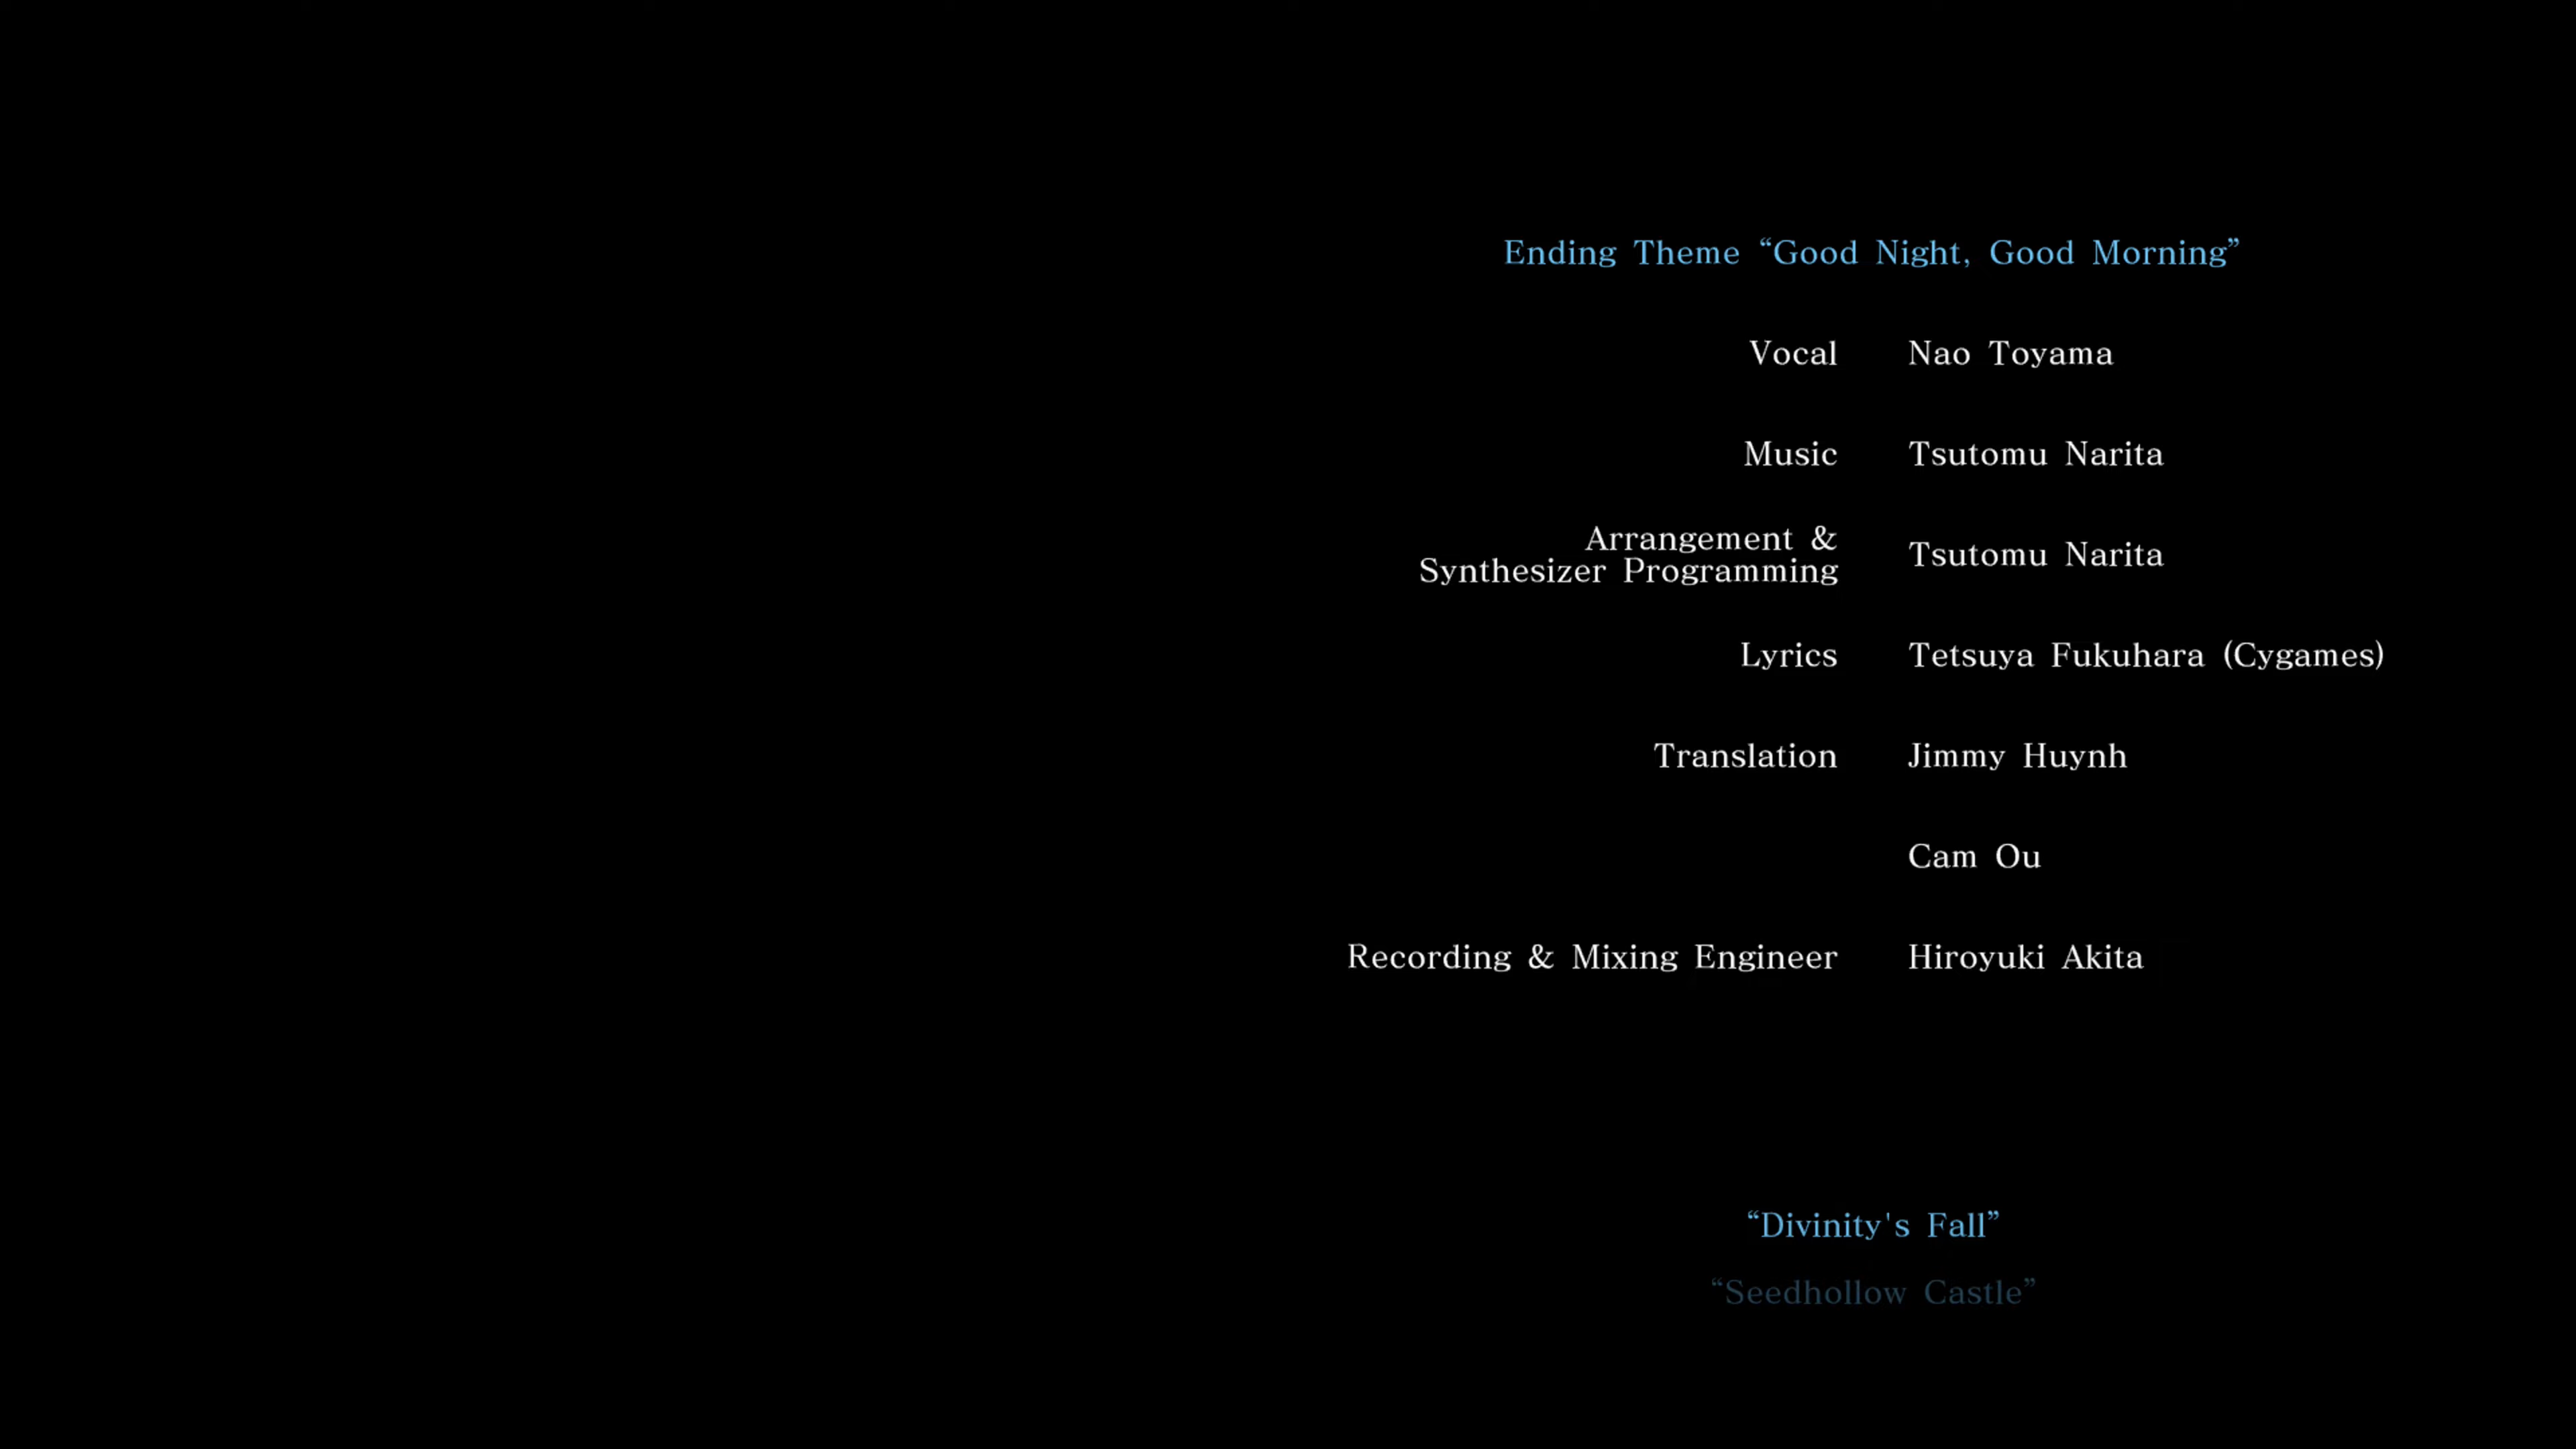 Ending Theme “Good Night, Good Morning”
Vocal Nao Toyama
Music Tsutomu Narita
Arrangement &
Synthesizer Programming Tsutomu Narita
Lyrics Tetsuya Fukuhara (Cygames)
Translation Jimmy Huynh
Cam Ou
Recording & Mixing Engineer Hiroyuki Akita
“Divinity's Fall”
“Seedhollow Castle”